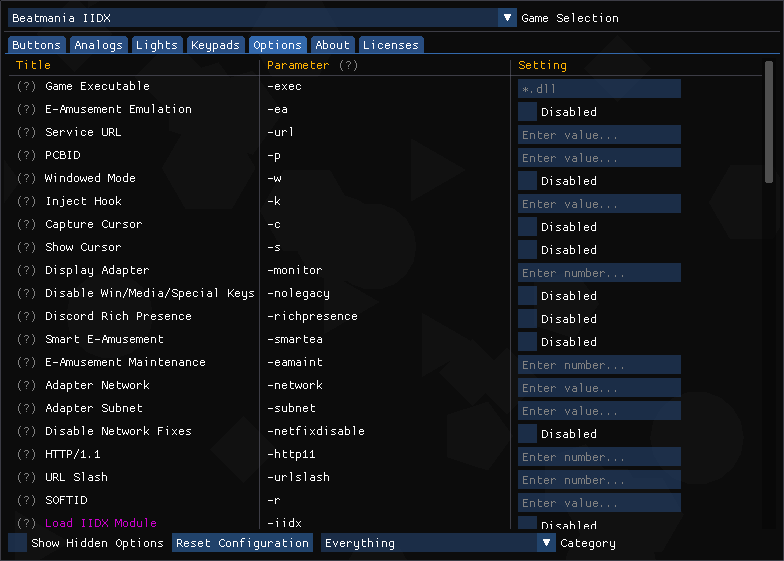 Beatmania IIDX ▼ Game Selection
Buttons Analogs Lights Keypads Options About Licenses
Title Parameter (?) Setting
(?) Game Executable -exec *.dll
(?) E-Amusement Emulation -ea Disabled
(?) Service URL -url Enter value...
(?) PCBID -p Enter value...
(?) Windowed Mode -w Disabled
(?) Inject Hook -k Enter value...
(?) Capture Cursor -c Disabled
(?) Show Cursor -s Disabled
(?) Display Adapter -monitor Enter number...
(?) Disable Win/Media/Special Keys -nolegacy Disabled
(?) Discord Rich Presence -richpresence Disabled
(?) Smart E-Amusement -smartea Disabled
(?) E-Amusement Maintenance -eamaint Enter number...
(?) Adapter Network -network Enter value...
(?) Adapter Subnet -subnet Enter value...
(?) Disable Network Fixes -netfixdisable Disabled
(?) HTTP/1.1 -http11 Enter number...
(?) URL Slash -urlslash Enter number...
(?) SOFTID -r Enter value...
(?) Load IIDX Module -iidx Disabled
Show Hidden Options Reset Configuration Everything ▼ Category